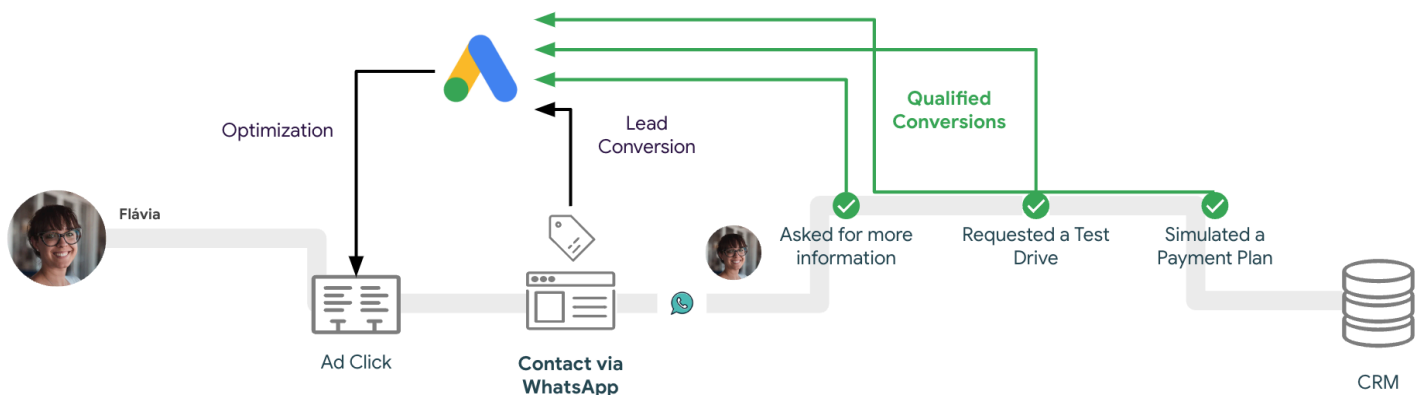 Qualified
Conversions
Optimization
Lead
Conversion
Flávia
Asked for more
information
Requested a Test
Drive
Simulated a
Payment Plan
Ad Click
Contact via
WhatsApp
CRM